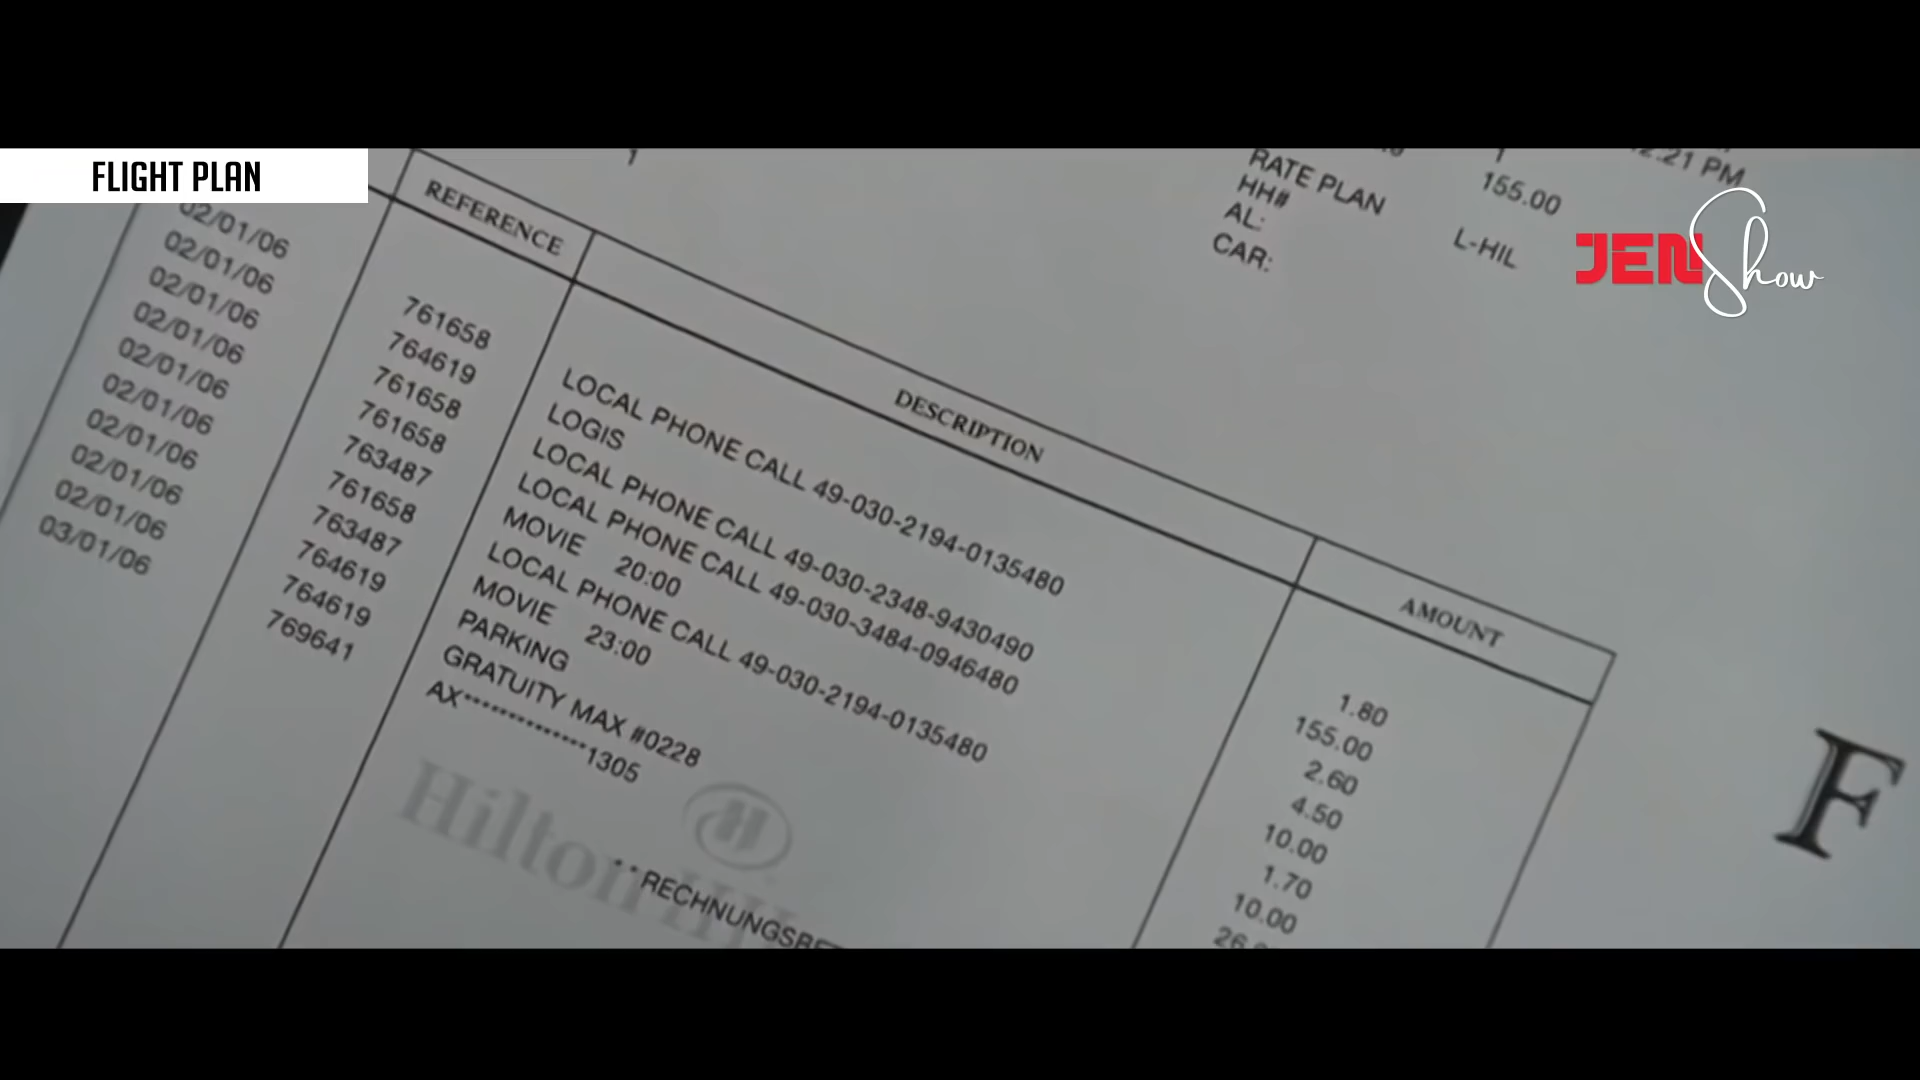 FLIGHT PLAN
JEN Show
1
1
PM
RATE PLAN 155.00
HH#
AL: L-HIL
CAR:
REFERENCE DESCRIPTION AMOUNT
02/01/06 761658 LOCAL PHONE CALL 49-030-2194-0135480 1.80
02/01/06 764619 LOGIS 155.00
02/01/06 761658 LOCAL PHONE CALL 49-030-2348-9430490 2.60
02/01/06 761658 LOCAL PHONE CALL 49-030-3484-0946480 4.50
02/01/06 763487 MOVIE 20:00 10.00
02/01/06 761658 LOCAL PHONE CALL 49-030-2194-0135480 1.70
02/01/06 763487 MOVIE 23:00 10.00
02/01/06 764619 PARKING
02/01/06 764619 GRATUITY MAX #0228
03/01/06 769641 AX**************1305
Hilton
F